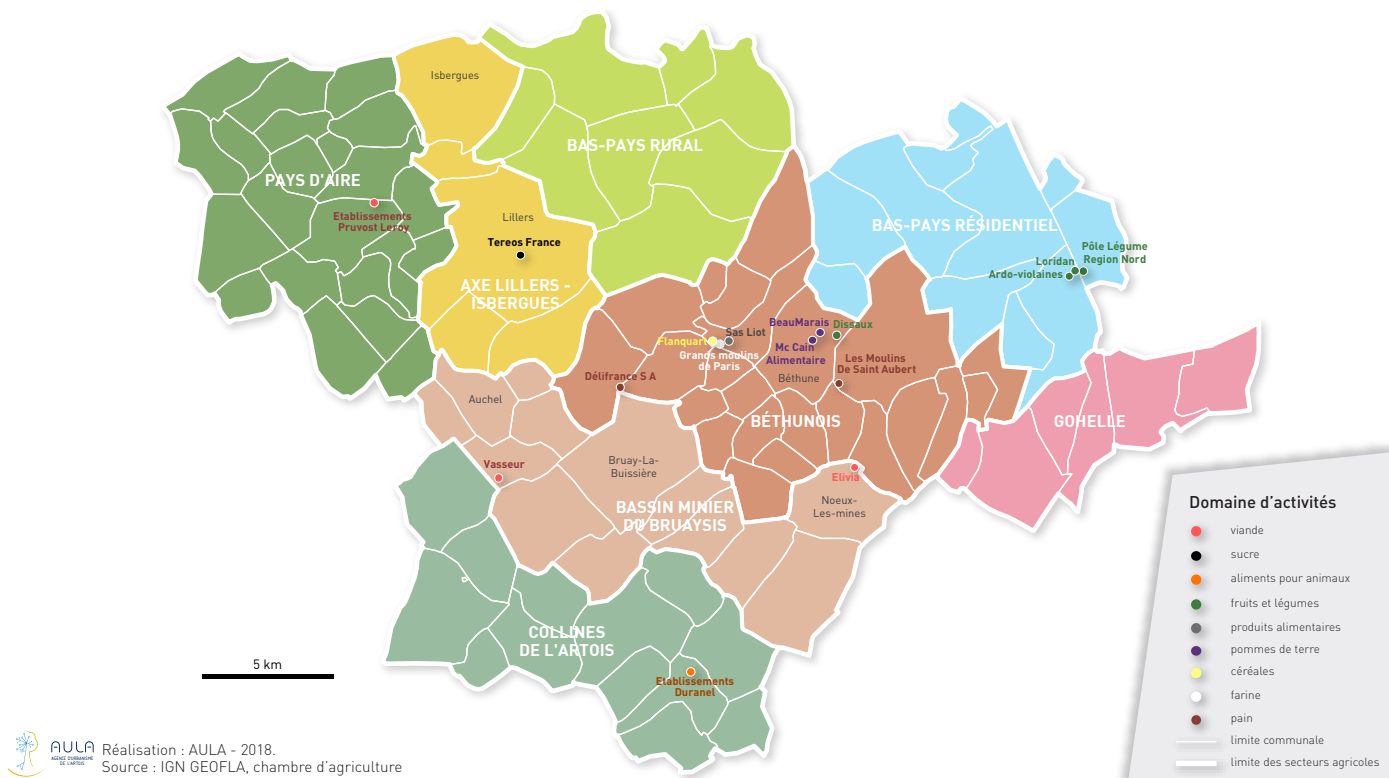 Isbergues
BAS-PAYS RURAL
PAYS D'AIRE
Etablissements
Pruvost Leroy
Lillers
Tereos France
AXE LILLERS -
ISBERGUES
BAS-PAYS RÉSIDENTIEL
Pôle Légume
Region Nord
Loridan
Ardo-violaines
BeauMarais
Dissaux
Sas Liot
Flanquart
Grands moulins
de Paris
Mc Cain
Alimentaire
Les Moulins
De Saint Aubert
Délifrance S A
Béthune
Auchel
BÉTHUNOIS
GOHELLE
Vasseur
Bruay-La-
Buissière
Elivia
Noeux-
Les-mines
BASSIN MINIER
DU BRUAYSIS
COLLINES
DE L'ARTOIS
Etablissements
Duranel
5 km
Domaine d'activités
viande
sucre
aliments pour animaux
fruits et légumes
produits alimentaires
pommes de terre
céréales
farine
pain
limite communale
limite des secteurs agricoles
AULA
AGENCE D'URBANISME
DE L'ARTOIS
Réalisation : AULA - 2018.
Source : IGN GEOFLA, chambre d'agriculture